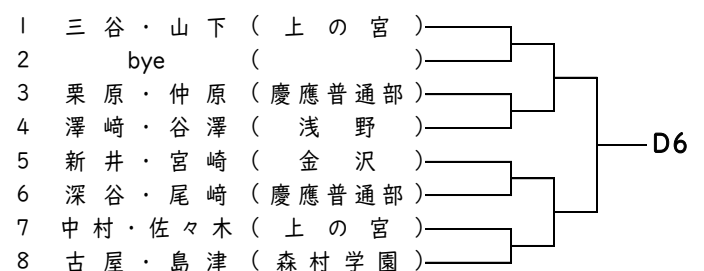 1 三谷・山下（上の宮）
2 bye（ ）
3 栗原・仲原（慶應普通部）
4 澤﨑・谷澤（浅野）
5 新井・宮崎（金沢）
6 深谷・尾﨑（慶應普通部）
7 中村・佐々木（上の宮）
8 古屋・島津（森村学園）
D6